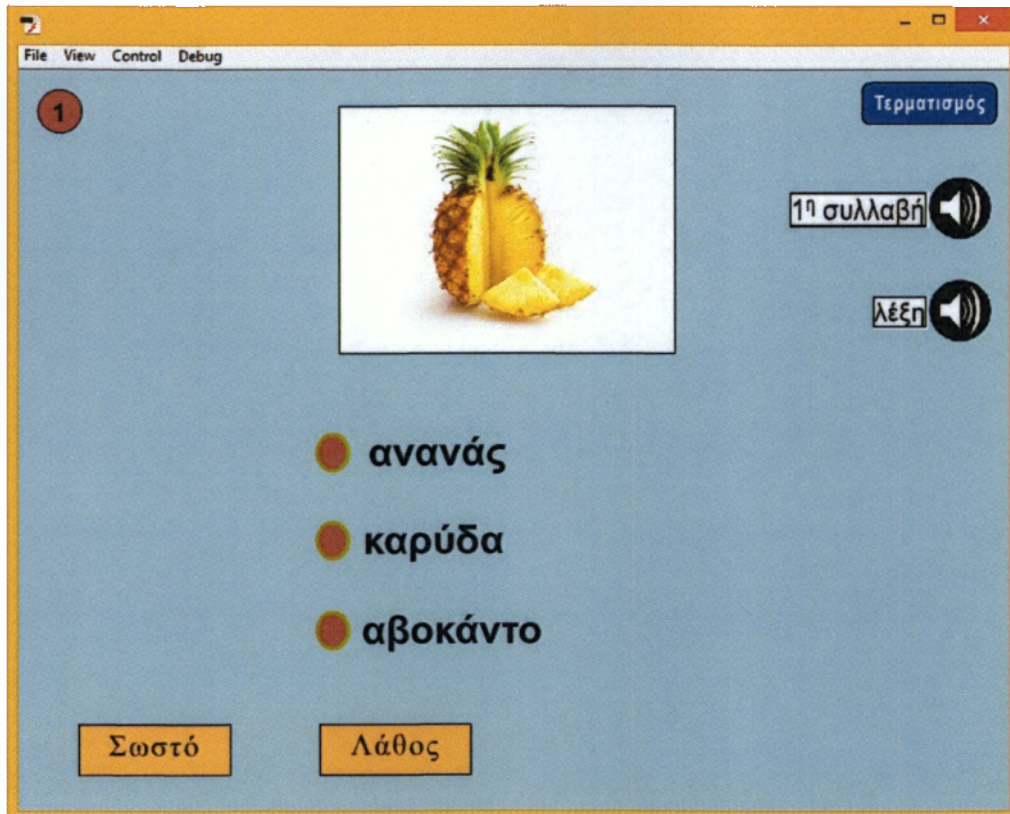 File View Control Debug
1
Τερματισμός
1η συλλαβή
λέξη
ανανάς
καρύδα
αβοκάντο
Σωστό
Λάθος